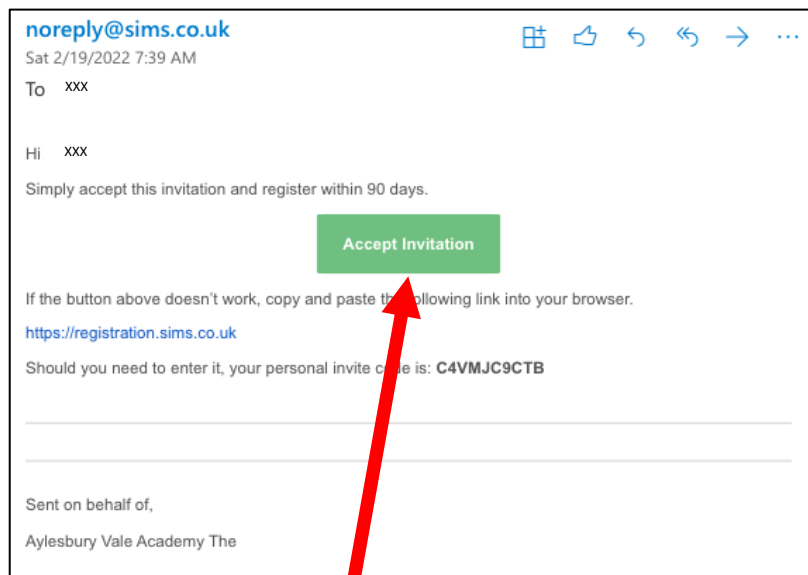 noreply@sims.co.uk
Sat 2/19/2022 7:39 AM
To xxx
Hi xxx
Simply accept this invitation and register within 90 days.
Accept Invitation
If the button above doesn't work, copy and paste the following link into your browser.
https://registration.sims.co.uk
Should you need to enter it, your personal invite code is: C4VMJC9CTB
Sent on behalf of,
Aylesbury Vale Academy The